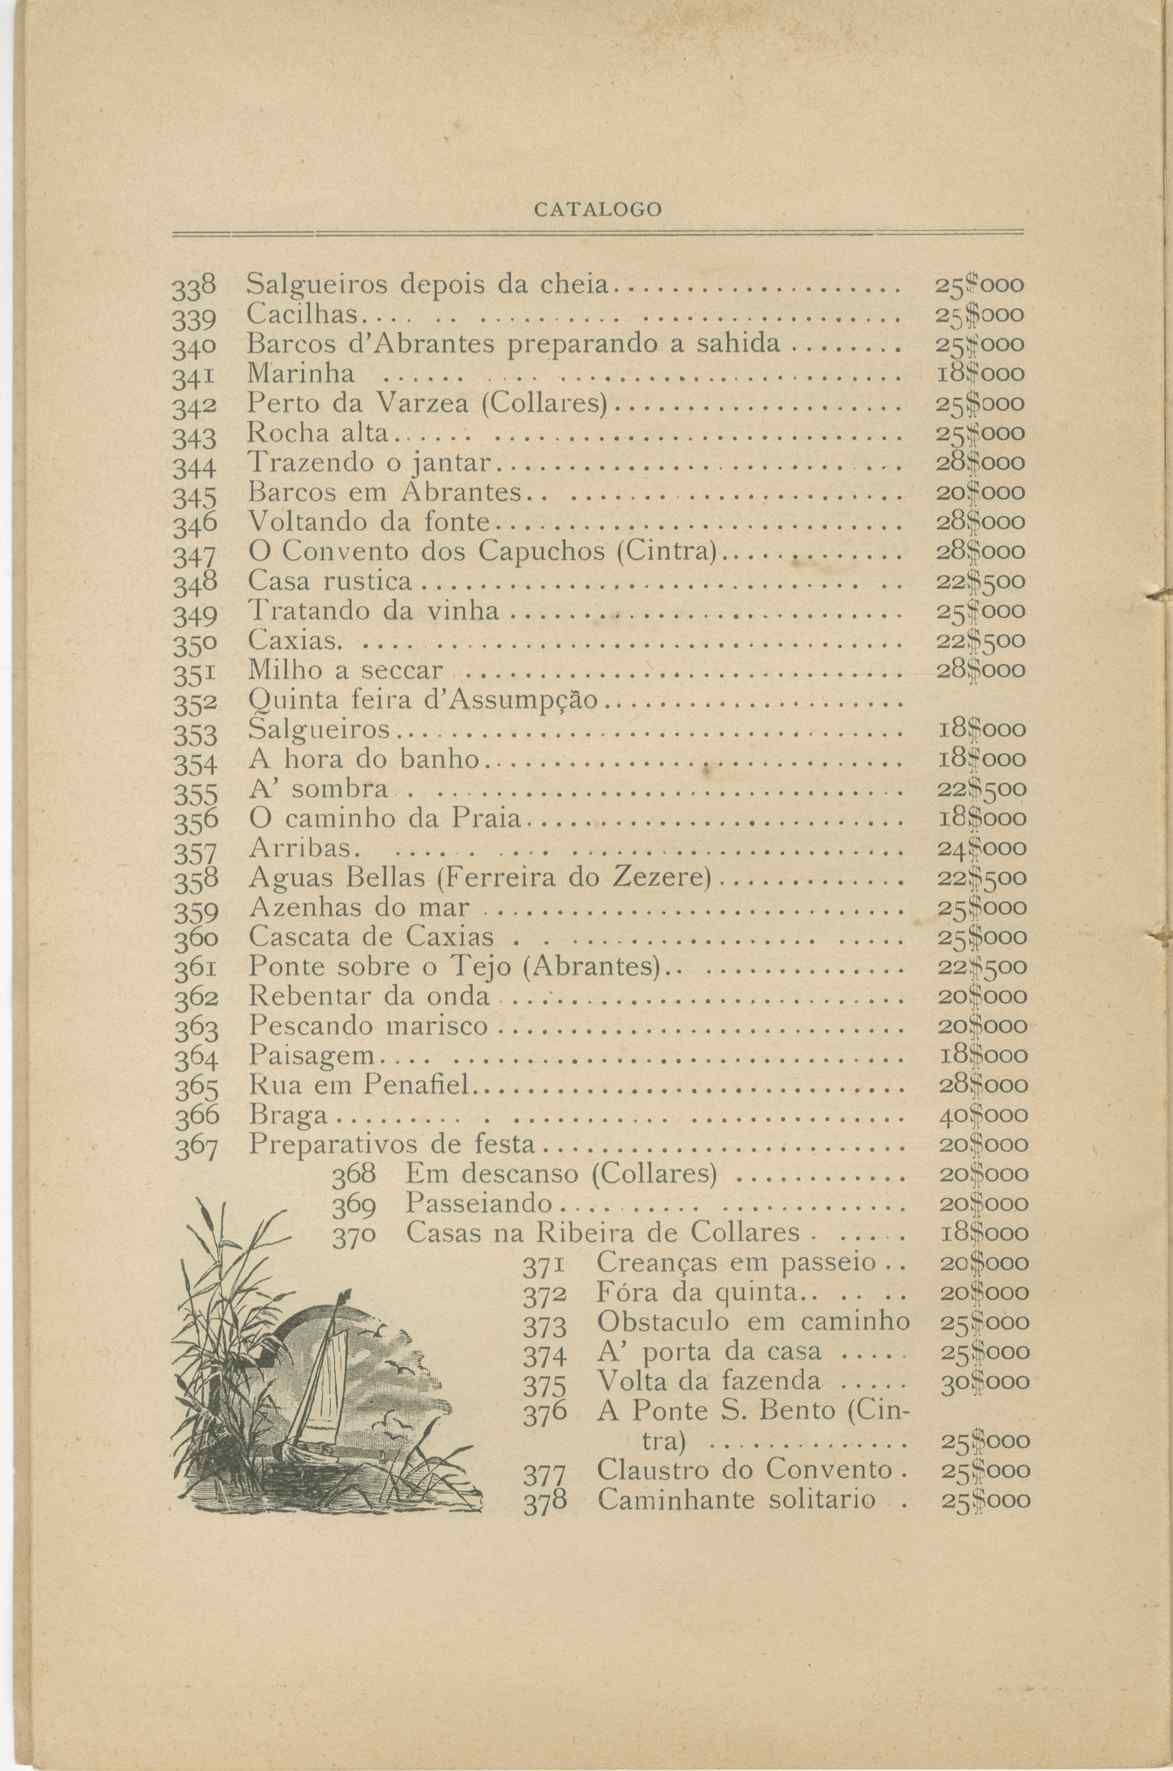 CATALOGO
338 Salgueiros depois da cheia.................... 25$000
339 Cacilhas.... .. .......... .................. 25$000
340 Barcos d'Abrantes preparando a sahida ........ 25$000
341 Marinha ...... .... ........................ 18$000
342 Perto da Varzea (Collares).................... 25$000
343 Rocha alta...... ............................ 25$000
344 Trazendo o jantar............................ 28$000
345 Barcos em Abrantes.. ....................... 20$000
346 Voltando da fonte............................ 28$000
347 O Convento dos Capuchos (Cintra)............. 28$000
348 Casa rustica ............................... .. 22$500
349 Tratando da vinha ........................... 25$000
350 Caxias. .... ................................ 22$500
351 Milho a seccar .............................. 28$000
352 Quinta feira d'Assumpção.....................
353 Salgueiros................................... 18$000
354 A hora do banho............................. 18$000
355 A' sombra . ................................ 22$500
356 O caminho da Praia.......................... 18$000
357 Arribas. ..... . .... ....................... 24$000
358 Aguas Bellas (Ferreira do Zezere)............. 22$500
359 Azenhas do mar ............................. 25$000
360 Cascata de Caxias . . ................. ..... 25$000
361 Ponte sobre o Tejo (Abrantes).. .............. 22$500
362 Rebentar da onda ............................ 20$000
363 Pescando marisco ............................ 20$000
364 Paisagem.... ............................... 18$000
365 Rua em Penafiel.............................. 28$000
366 Braga.......... . ........... ............... 40$000
367 Preparativos de festa......................... 20$000
368 Em descanso (Collares) ............ 20$000
369 Passeiando.... ..... ............. 20$000
370 Casas na Ribeira de Collares . ..... 18$000
371 Creanças em passeio .. 20$000
372 Fóra da quinta.. .. .. 20$000
373 Obstaculo em caminho 25$000
374 A' porta da casa ..... 25$000
375 Volta da fazenda ..... 30$000
376 A Ponte S. Bento (Cin-
tra) .............. 25$000
377 Claustro do Convento . 25$000
378 Caminhante solitario . 25$000